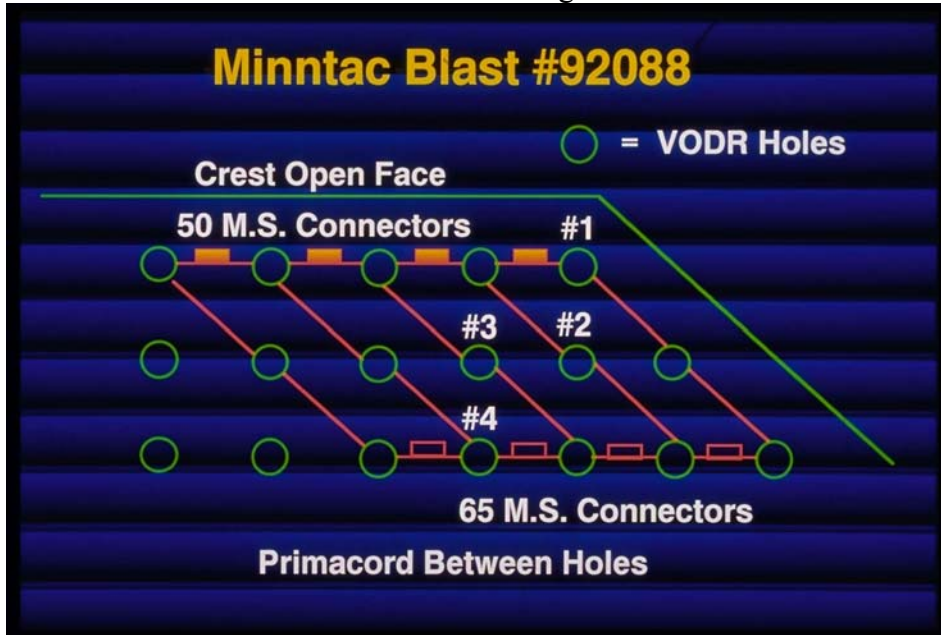 Minntac Blast #92088
= VODR Holes
Crest Open Face
50 M.S. Connectors
#1
#3
#2
#4
65 M.S. Connectors
Primacord Between Holes